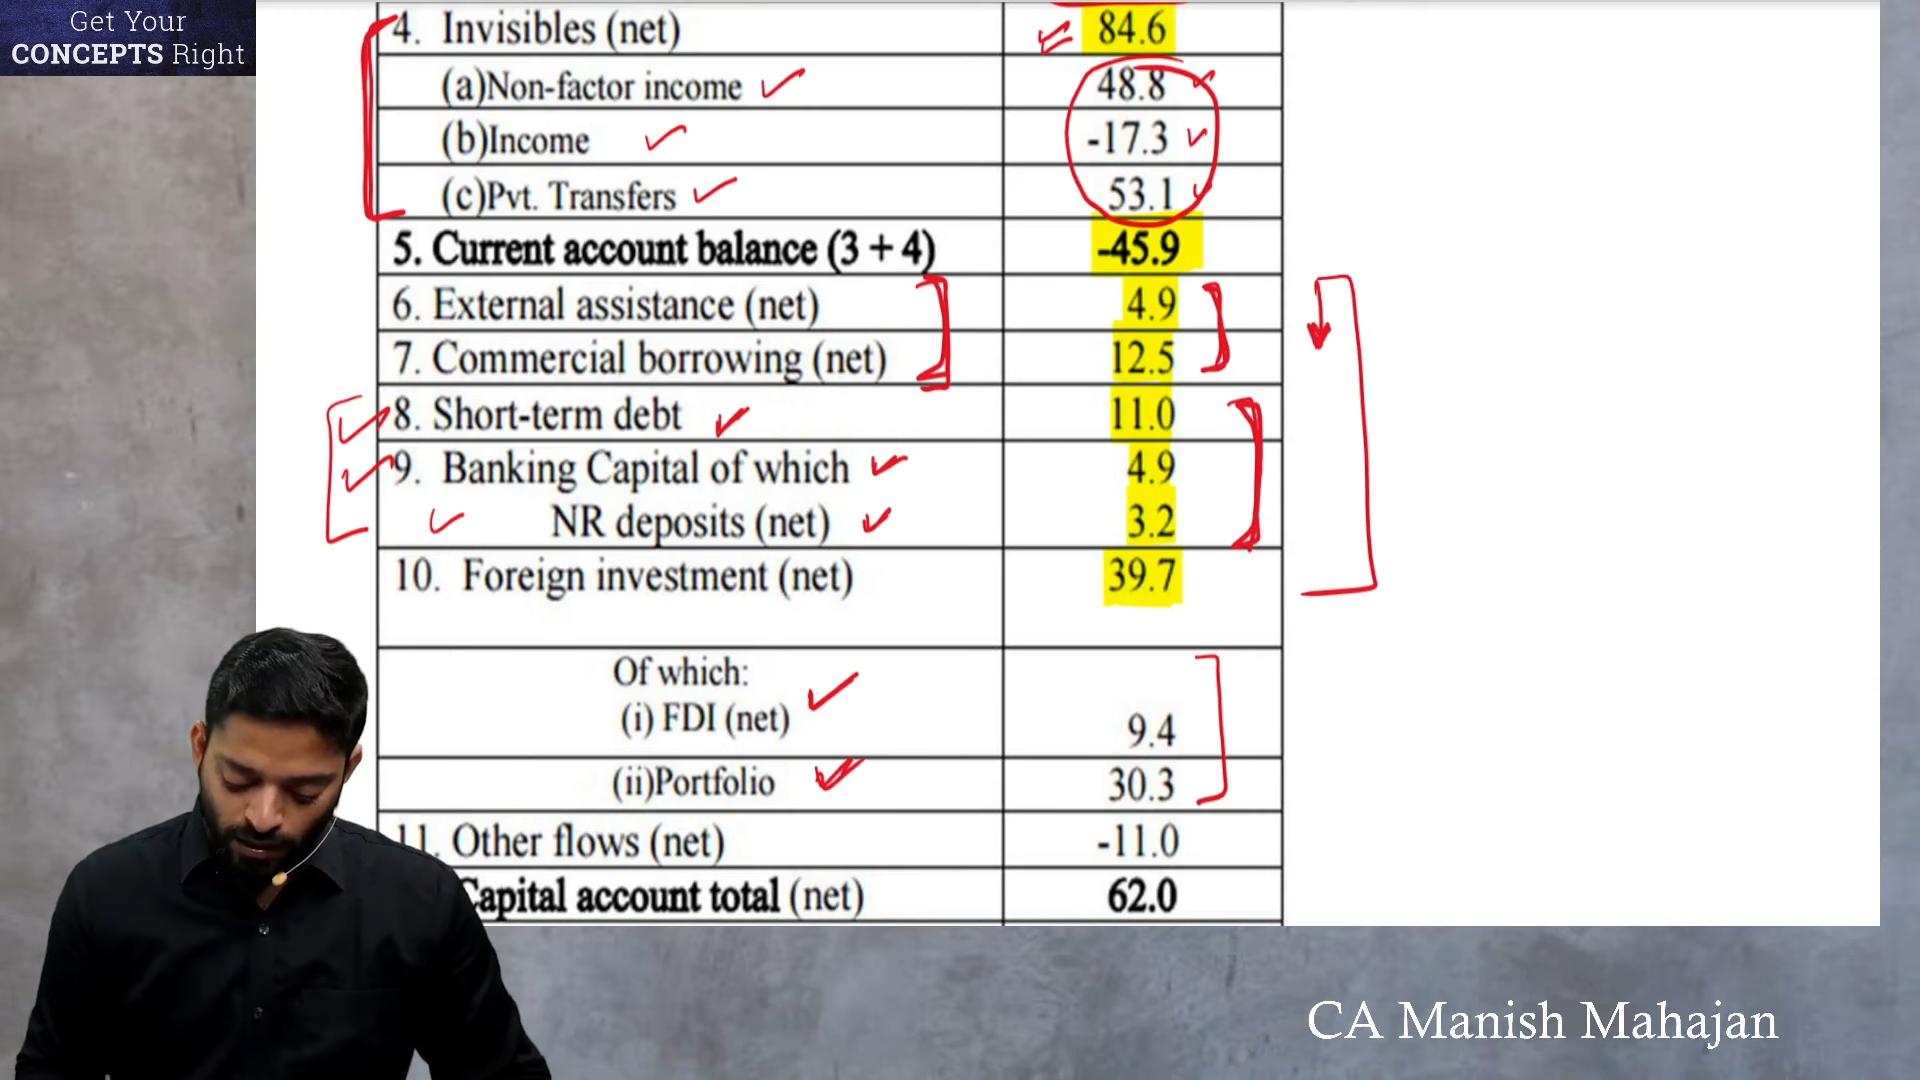 Get Your
CONCEPTS Right
4. Invisibles (net) 84.6
(a)Non-factor income 48.8
(b)Income -17.3
(c)Pvt. Transfers 53.1
5. Current account balance (3 + 4) -45.9
6. External assistance (net) 4.9
7. Commercial borrowing (net) 12.5
8. Short-term debt 11.0
9. Banking Capital of which 4.9
NR deposits (net) 3.2
10. Foreign investment (net) 39.7
Of which:
(i) FDI (net) 9.4
(ii)Portfolio 30.3
11. Other flows (net) -11.0
Capital account total (net) 62.0
CA Manish Mahajan